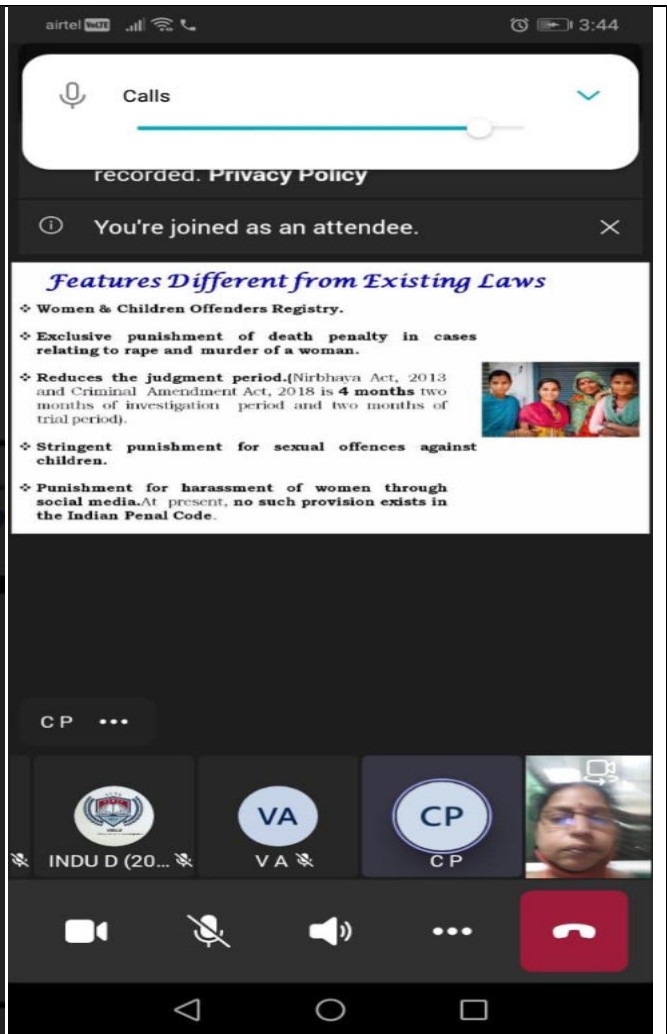 airtel VoLTE 3:44
Calls
recorded. Privacy Policy
You're joined as an attendee.
Features Different from Existing Laws
❖ Women & Children Offenders Registry.
❖ Exclusive punishment of death penalty in cases
relating to rape and murder of a woman.
❖ Reduces the judgment period.(Nirbhaya Act, 2013
and Criminal Amendment Act, 2018 is 4 months two
months of investigation period and two months of
trial period).
❖ Stringent punishment for sexual offences against
children.
❖ Punishment for harassment of women through
social media.At present, no such provision exists in
the Indian Penal Code.
C P •••
VA
CP
INDU D (20...
V A
C P